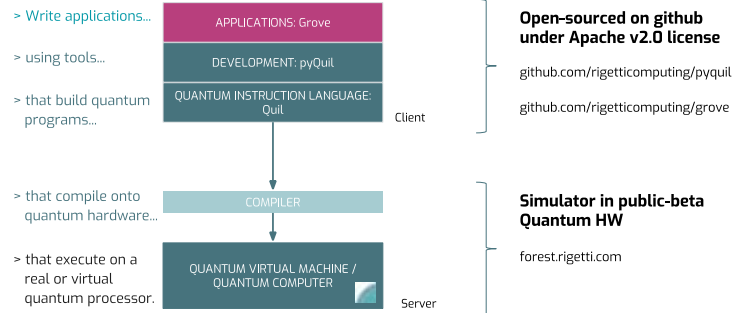 > Write applications...
APPLICATIONS: Grove
> using tools...
DEVELOPMENT: pyQuil
> that build quantum
programs...
QUANTUM INSTRUCTION LANGUAGE:
Quil
Client
Open-sourced on github
under Apache v2.0 license
github.com/rigetticomputing/pyquil
github.com/rigetticomputing/grove
> that compile onto
quantum hardware...
COMPILER
> that execute on a
real or virtual
quantum processor.
QUANTUM VIRTUAL MACHINE /
QUANTUM COMPUTER
Server
Simulator in public-beta
Quantum HW
forest.rigetti.com